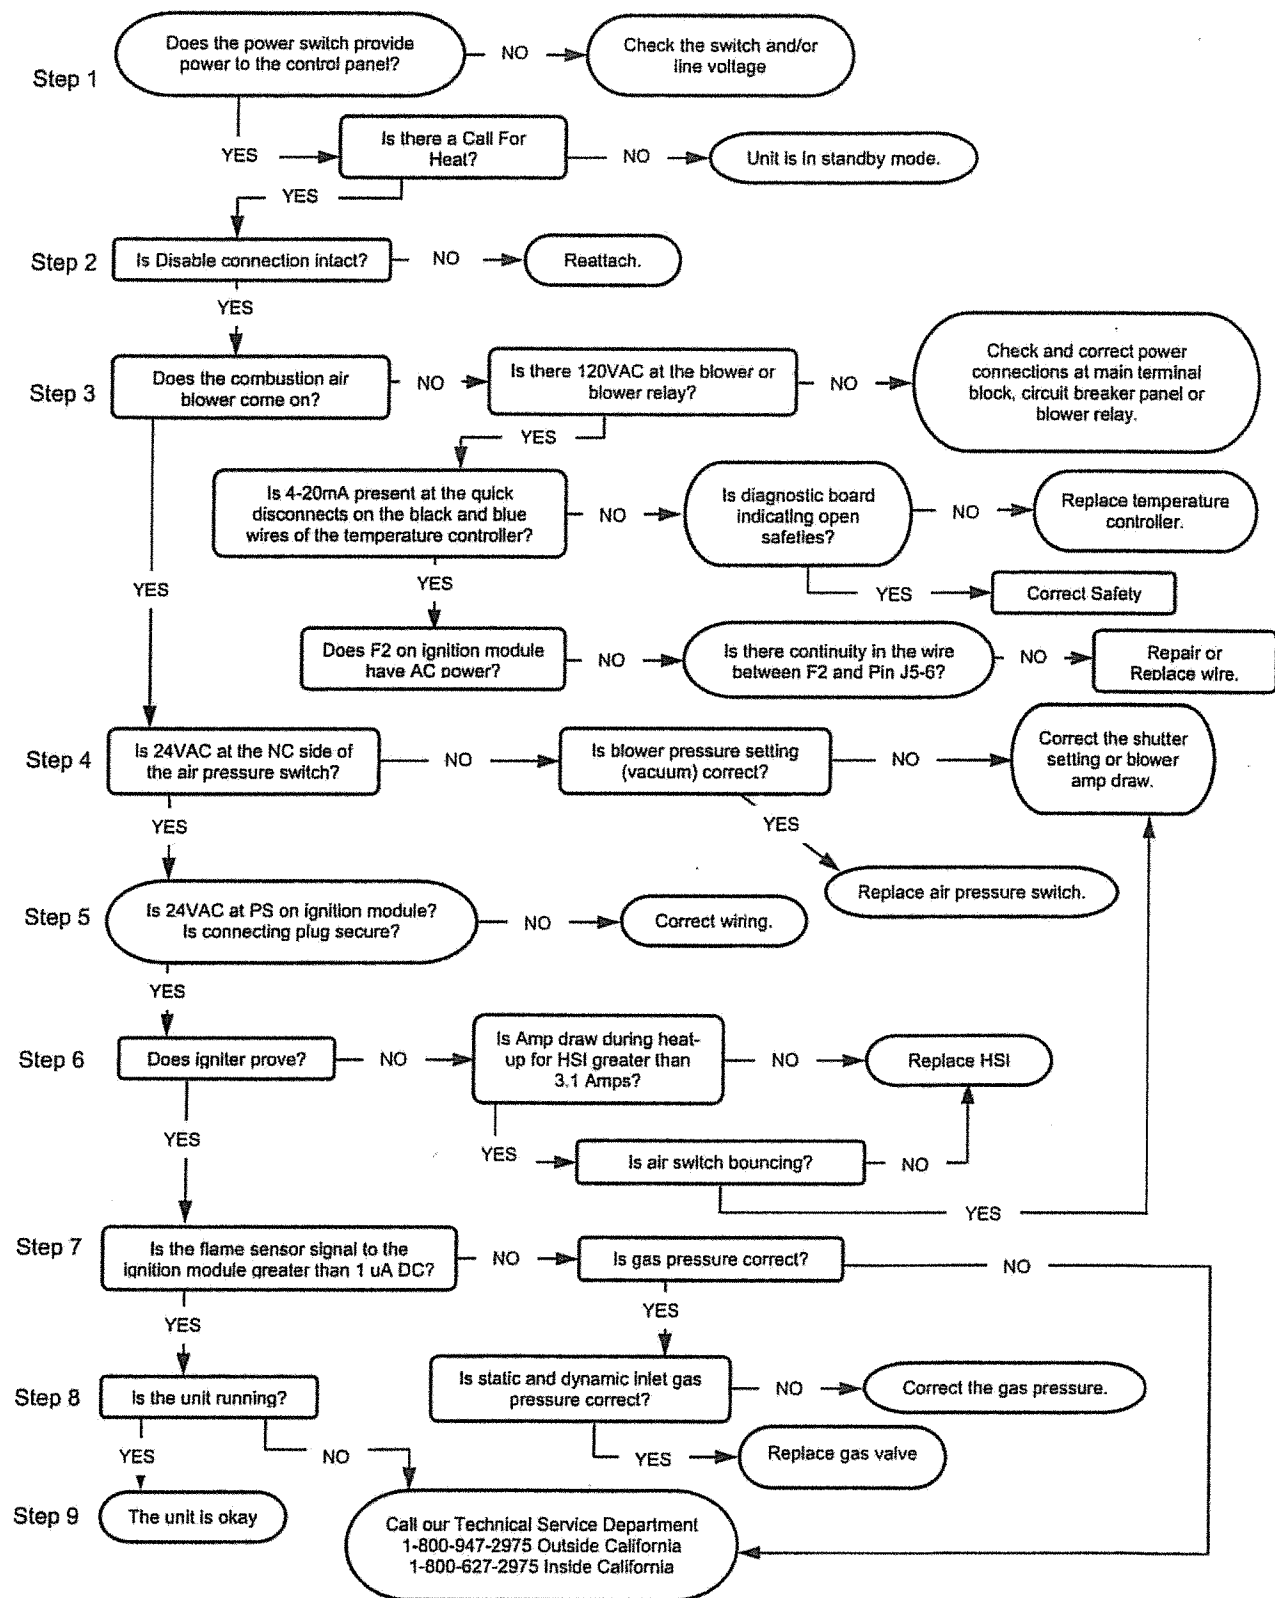 Does the power switch provide
power to the control panel?
NO
Check the switch and/or
line voltage
Step 1
YES
Is there a Call For
Heat?
NO
Unit is in standby mode.
YES
Step 2
Is Disable connection intact?
NO
Reattach.
YES
Step 3
Does the combustion air
blower come on?
NO
Is there 120VAC at the blower or
blower relay?
NO
Check and correct power
connections at main terminal
block, circuit breaker panel or
blower relay.
YES
Is 4-20mA present at the quick
disconnects on the black and blue
wires of the temperature controller?
NO
Is diagnostic board
indicating open
safeties?
NO
Replace temperature
controller.
YES
YES
YES
Correct Safety
Does F2 on ignition module
have AC power?
NO
Is there continuity in the wire
between F2 and Pin J5-6?
NO
Repair or
Replace wire.
Step 4
Is 24VAC at the NC side of
the air pressure switch?
NO
Is blower pressure setting
(vacuum) correct?
NO
Correct the shutter
setting or blower
amp draw.
YES
YES
Replace air pressure switch.
Step 5
Is 24VAC at PS on ignition module?
Is connecting plug secure?
NO
Correct wiring.
YES
Step 6
Does igniter prove?
NO
Is Amp draw during heat-
up for HSI greater than
3.1 Amps?
NO
Replace HSI
YES
YES
Is air switch bouncing?
NO
YES
Step 7
Is the flame sensor signal to the
ignition module greater than 1 uA DC?
NO
Is gas pressure correct?
NO
YES
YES
Step 8
Is the unit running?
Is static and dynamic inlet gas
pressure correct?
NO
Correct the gas pressure.
YES
NO
YES
Replace gas valve
Step 9
The unit is okay
Call our Technical Service Department
1-800-947-2975 Outside California
1-800-627-2975 Inside California